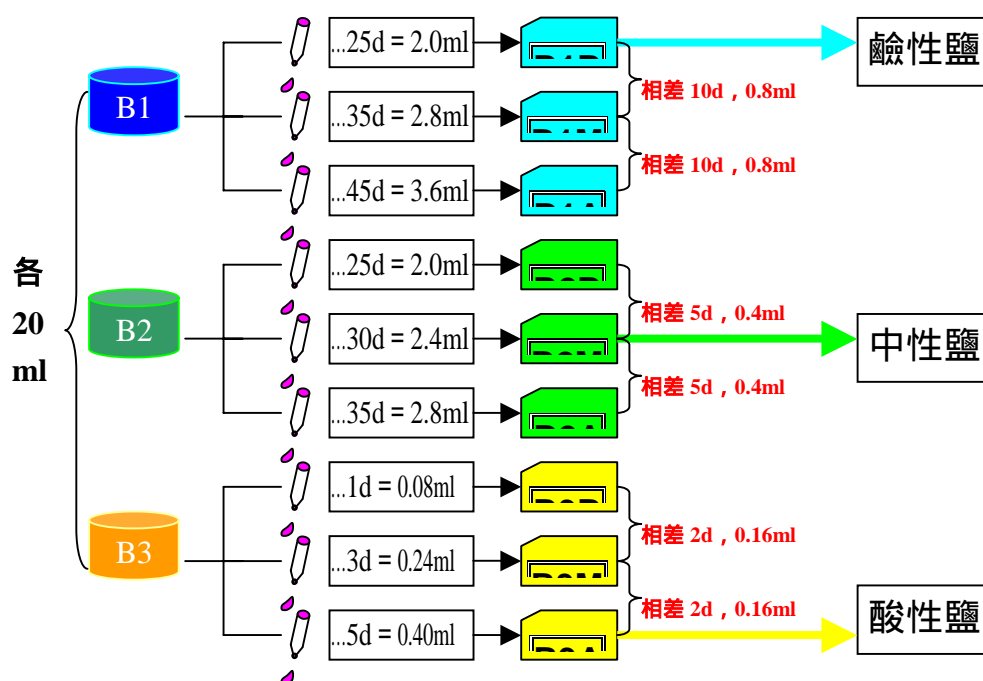 ...25d = 2.0ml
鹼性鹽
相差 10d，0.8ml
B1
...35d = 2.8ml
相差 10d，0.8ml
...45d = 3.6ml
各
20
ml
...25d = 2.0ml
相差 5d，0.4ml
B2
...30d = 2.4ml
中性鹽
相差 5d，0.4ml
...35d = 2.8ml
...1d = 0.08ml
相差 2d，0.16ml
B3
...3d = 0.24ml
相差 2d，0.16ml
...5d = 0.40ml
酸性鹽